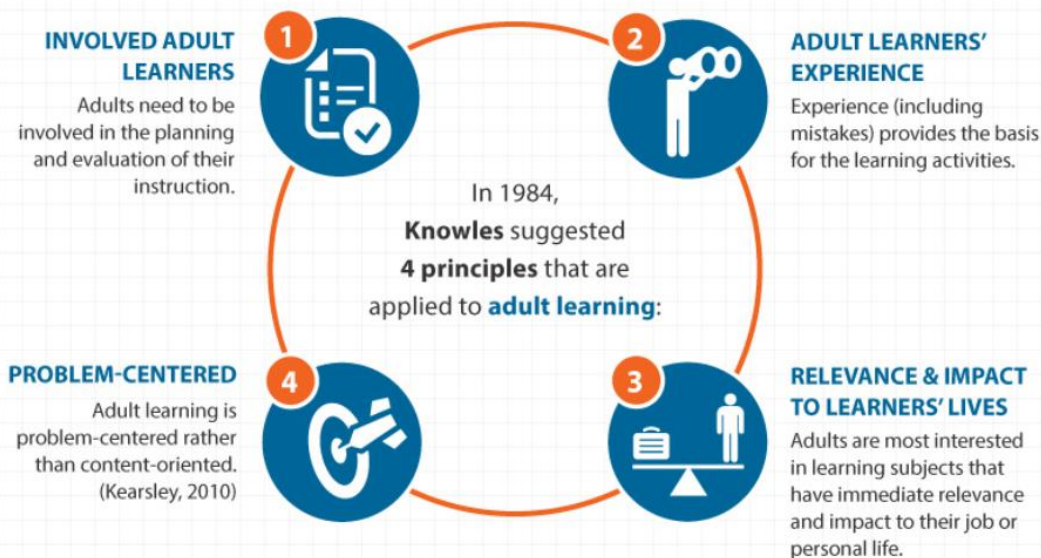 In 1984,
Knowles suggested
4 principles that are
applied to adult learning:
1
INVOLVED ADULT
LEARNERS
Adults need to be
involved in the planning
and evaluation of their
instruction.
2
ADULT LEARNERS’
EXPERIENCE
Experience (including
mistakes) provides the basis
for the learning activities.
3
RELEVANCE & IMPACT
TO LEARNERS’ LIVES
Adults are most interested
in learning subjects that
have immediate relevance
and impact to their job or
personal life.
4
PROBLEM-CENTERED
Adult learning is
problem-centered rather
than content-oriented.
(Kearsley, 2010)